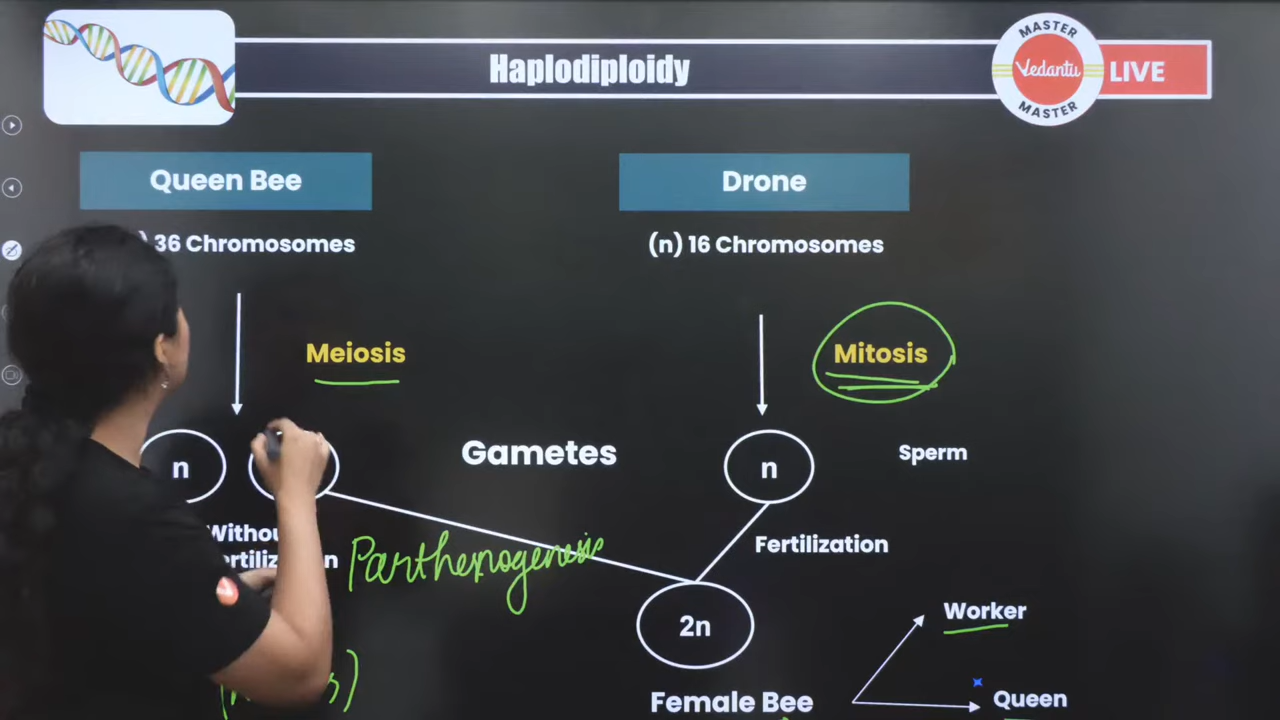 Haplodiploidy
MASTER
Vedantu
MASTER
LIVE
Queen Bee
Drone
) 36 Chromosomes
(n) 16 Chromosomes
Meiosis
Mitosis
n
Gametes
n
Sperm
Fertilization
Parthenogenesis
2n
Worker
Female Bee
Queen